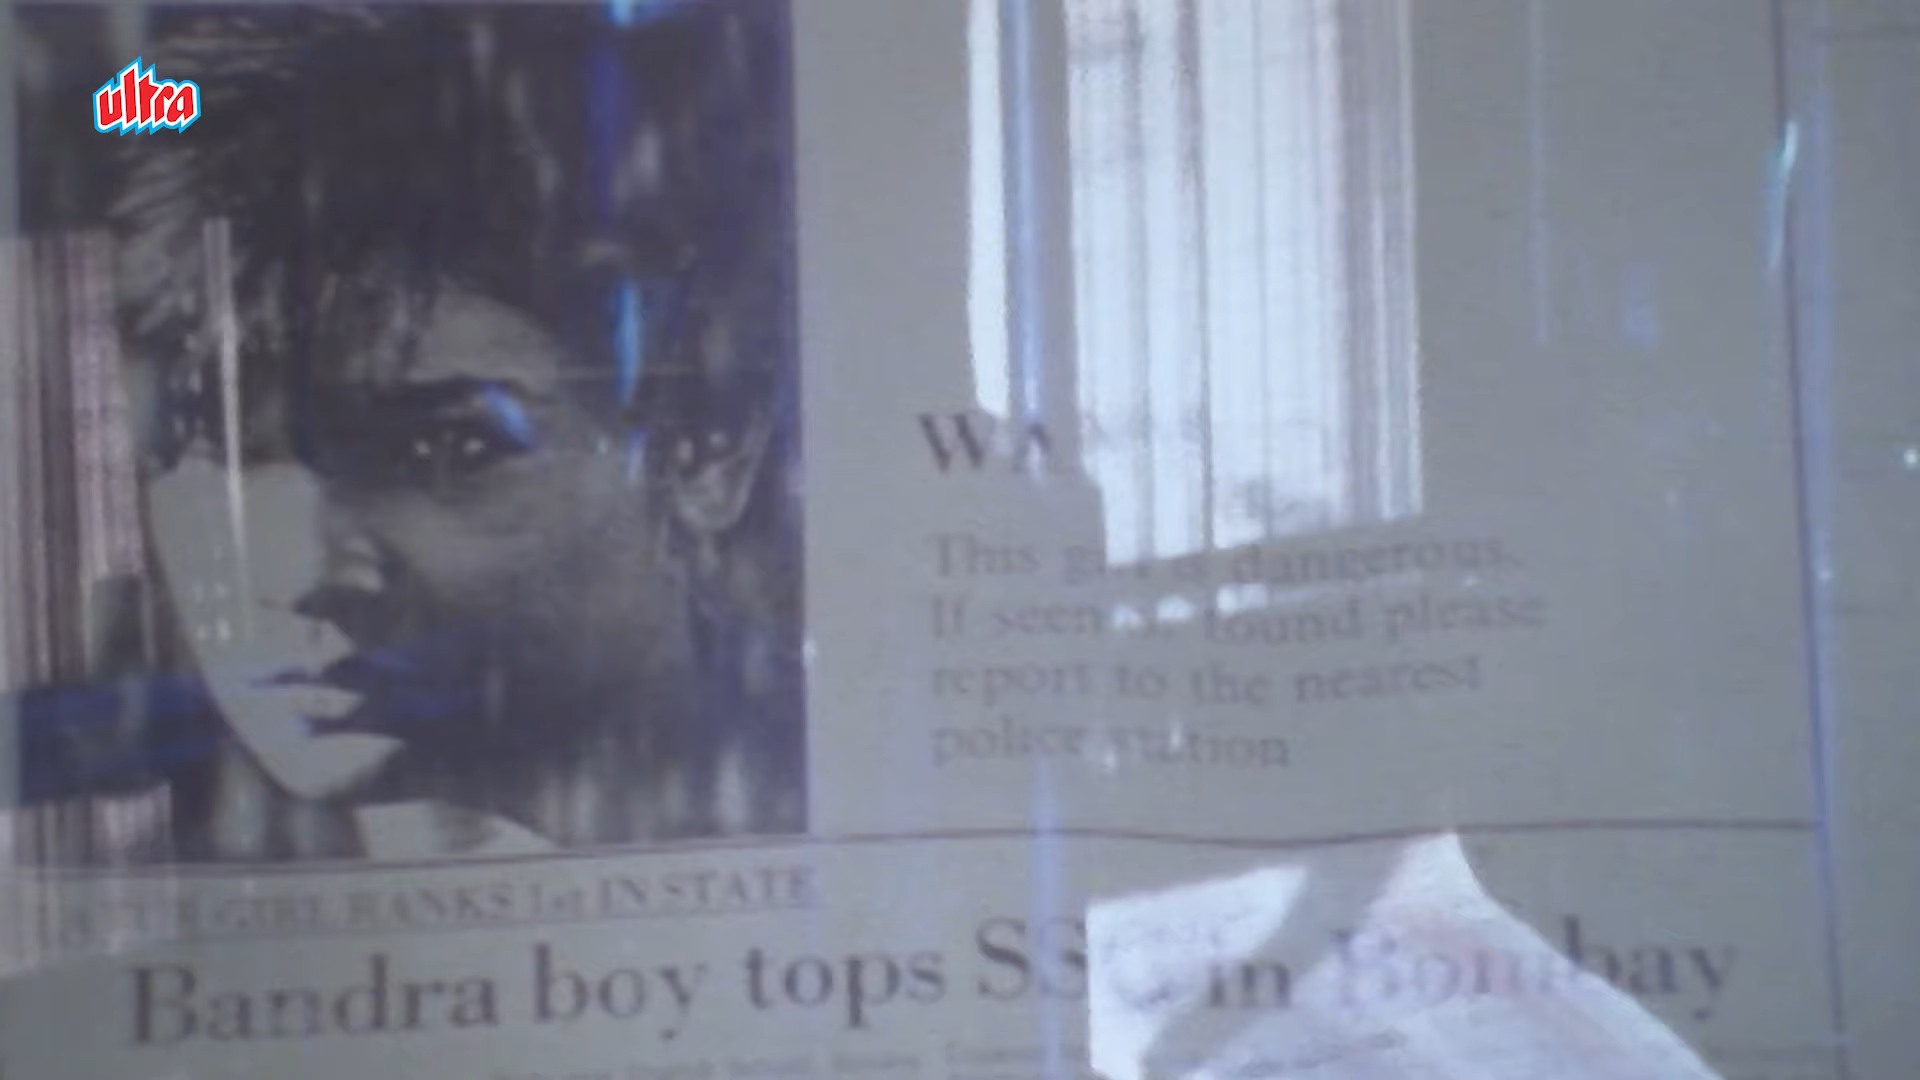 ultra
This girl is dangerous.
If seen or found please
report to the nearest
police station
GIRL RANKS 1st IN STATE
Bandra boy tops SSC in Bombay